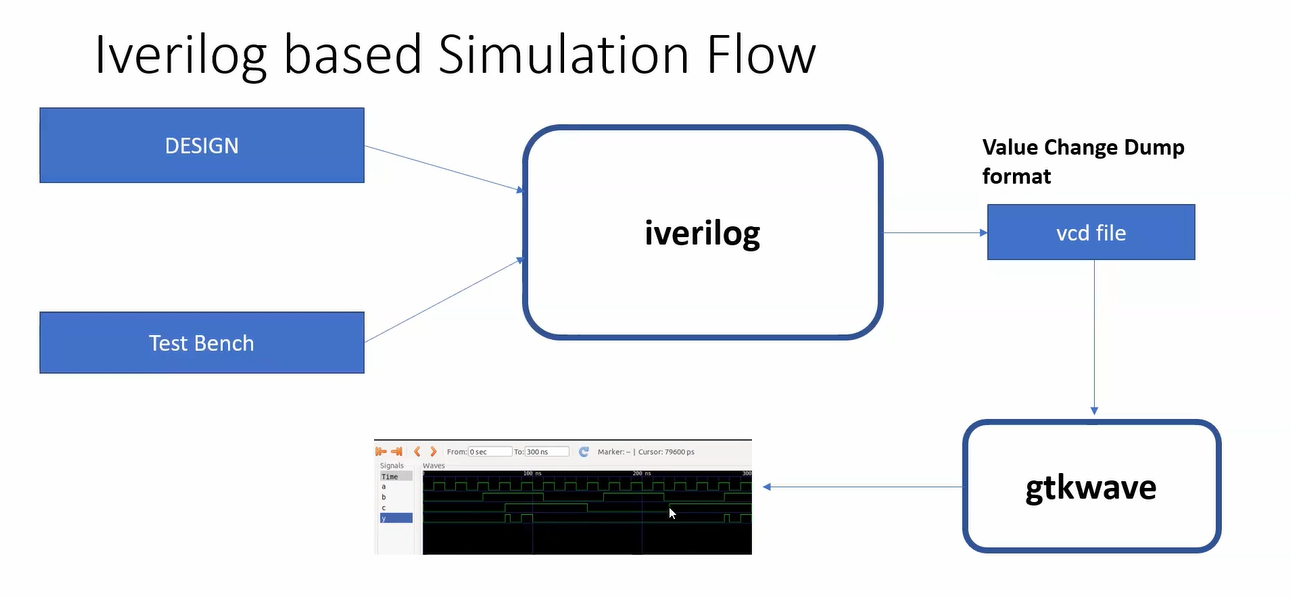 Iverilog based Simulation Flow
DESIGN
Test Bench
iverilog
Value Change Dump
format
vcd file
gtkwave
From: 0 sec To: 300 ns Marker: -- | Cursor: 79600 ps
Signals Waves
Time
100 ns 200 ns 300
a
b
c
y